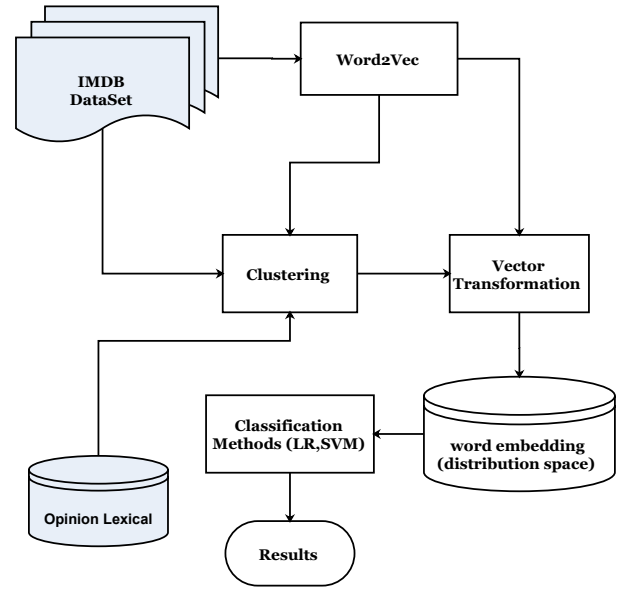 IMDB
DataSet
Word2Vec
Clustering
Vector
Transformation
Classification
Methods (LR,SVM)
word embedding
(distribution space)
Opinion Lexical
Results